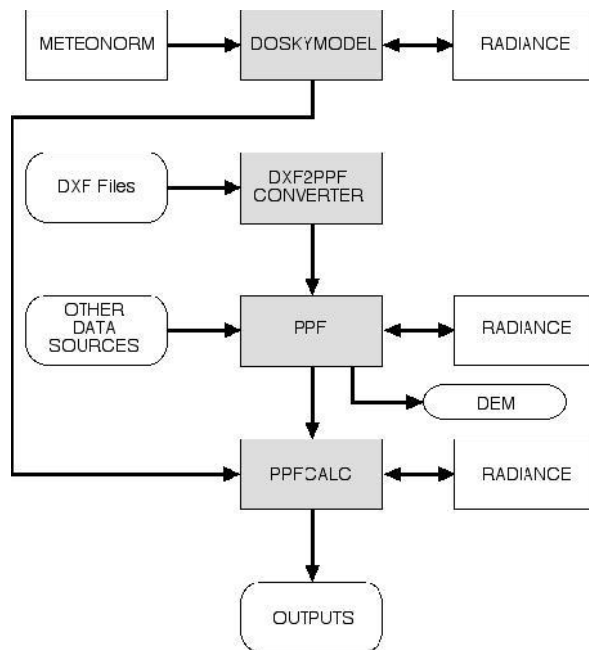 METEONORM
DOSKYMODEL
RADIANCE
DXF Files
DXF2PPF
CONVERTER
OTHER
DATA
SOURCES
PPF
RADIANCE
DEM
PPFCALC
RADIANCE
OUTPUTS